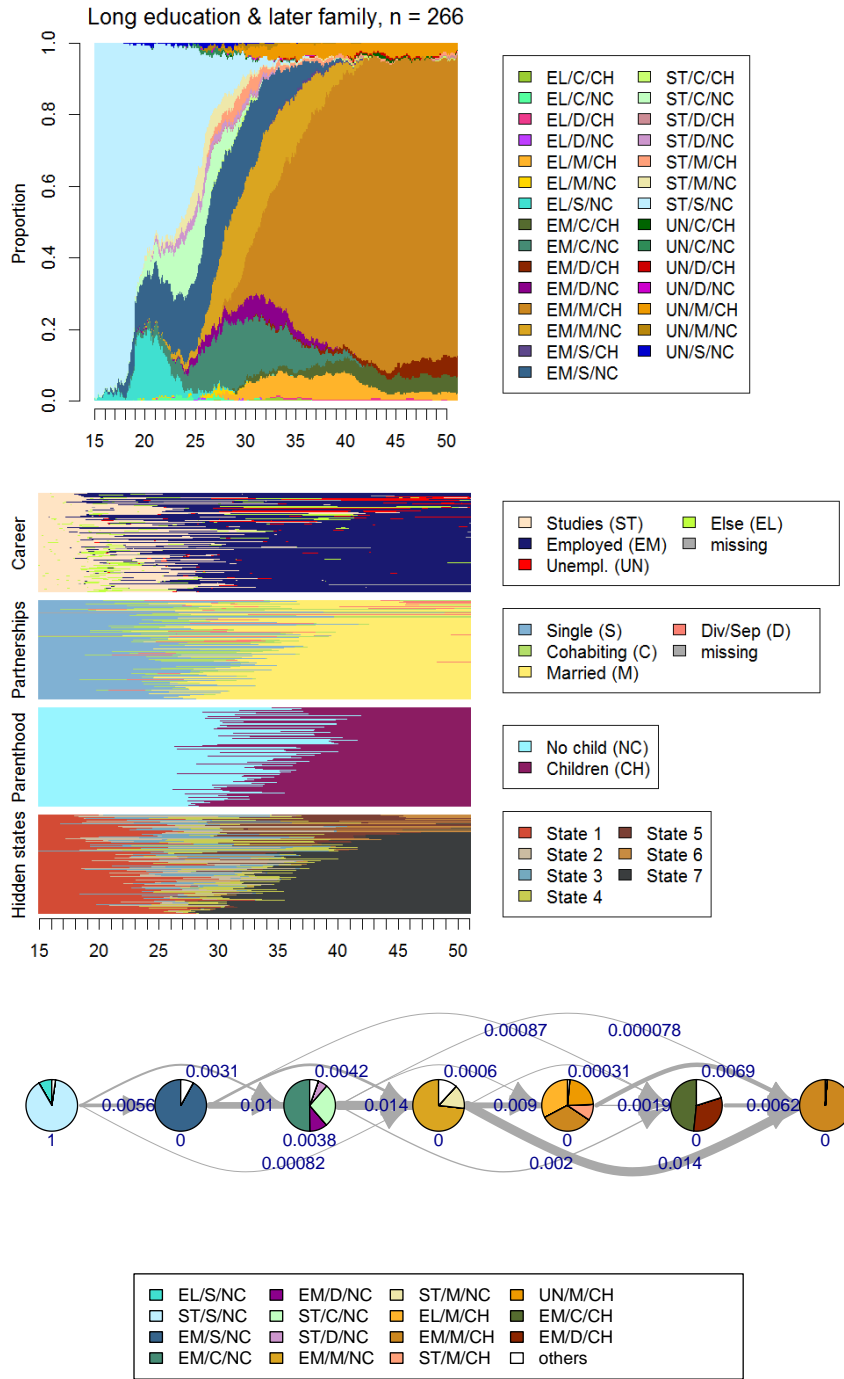 Long education & later family, n = 266
Proportion
1.0
0.8
0.6
0.4
0.2
0.0
15 20 25 30 35 40 45 50
EL/C/CH ST/C/CH
EL/C/NC ST/C/NC
EL/D/CH ST/D/CH
EL/D/NC ST/D/NC
EL/M/CH ST/M/CH
EL/M/NC ST/M/NC
EL/S/NC ST/S/NC
EM/C/CH UN/C/CH
EM/C/NC UN/C/NC
EM/D/CH UN/D/CH
EM/D/NC UN/D/NC
EM/M/CH UN/M/CH
EM/M/NC UN/M/NC
EM/S/CH UN/S/NC
EM/S/NC
Career
Studies (ST) Else (EL)
Employed (EM) missing
Unempl. (UN)
Partnerships
Single (S) Div/Sep (D)
Cohabiting (C) missing
Married (M)
Parenthood
No child (NC)
Children (CH)
Hidden states
State 1 State 5
State 2 State 6
State 3 State 7
State 4
15 20 25 30 35 40 45 50
0.00087 0.000078
0.0031 0.0042 0.0006 0.00031 0.0069
0.0056 0.01 0.014 0.009 0.0019 0.0062
1 0 0.0038 0 0 0 0
0.00082 0.002 0.014
EL/S/NC EM/D/NC ST/M/NC UN/M/CH
ST/S/NC ST/C/NC EL/M/CH EM/C/CH
EM/S/NC ST/D/NC EM/M/CH EM/D/CH
EM/C/NC EM/M/NC ST/M/CH others